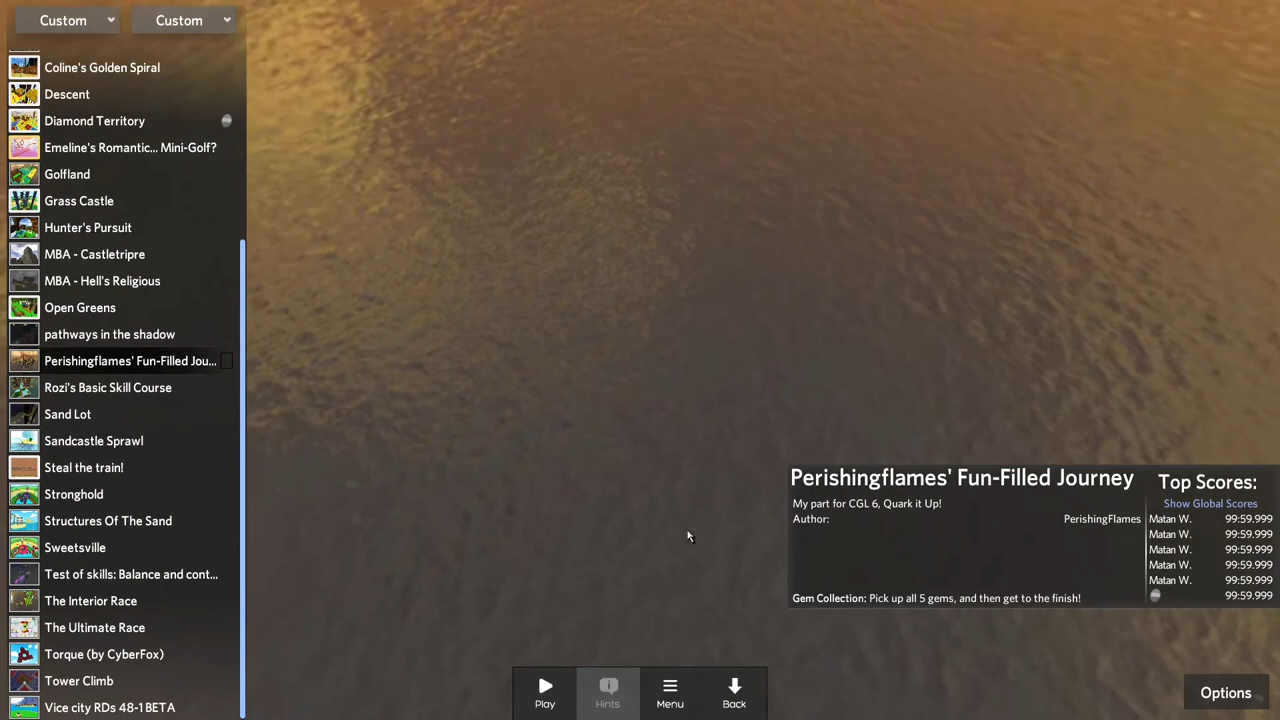 Custom
Custom
Coline's Golden Spiral
Descent
Diamond Territory
Emeline's Romantic... Mini-Golf?
Golfland
Grass Castle
Hunter's Pursuit
MBA - Castletripre
MBA - Hell's Religious
Open Greens
pathways in the shadow
Perishingflames' Fun-Filled Jou...
Rozi's Basic Skill Course
Sand Lot
Sandcastle Sprawl
Steal the train!
Stronghold
Structures Of The Sand
Sweetsville
Test of skills: Balance and cont...
The Interior Race
The Ultimate Race
Torque (by CyberFox)
Tower Climb
Vice city RDs 48-1 BETA
Perishingflames' Fun-Filled Journey
My part for CGL 6, Quark it Up!
Author: PerishingFlames
Gem Collection: Pick up all 5 gems, and then get to the finish!
Top Scores:
Show Global Scores
Matan W. 99:59.999
Matan W. 99:59.999
Matan W. 99:59.999
Matan W. 99:59.999
Matan W. 99:59.999
99:59.999
Play
Hints
Menu
Back
Options